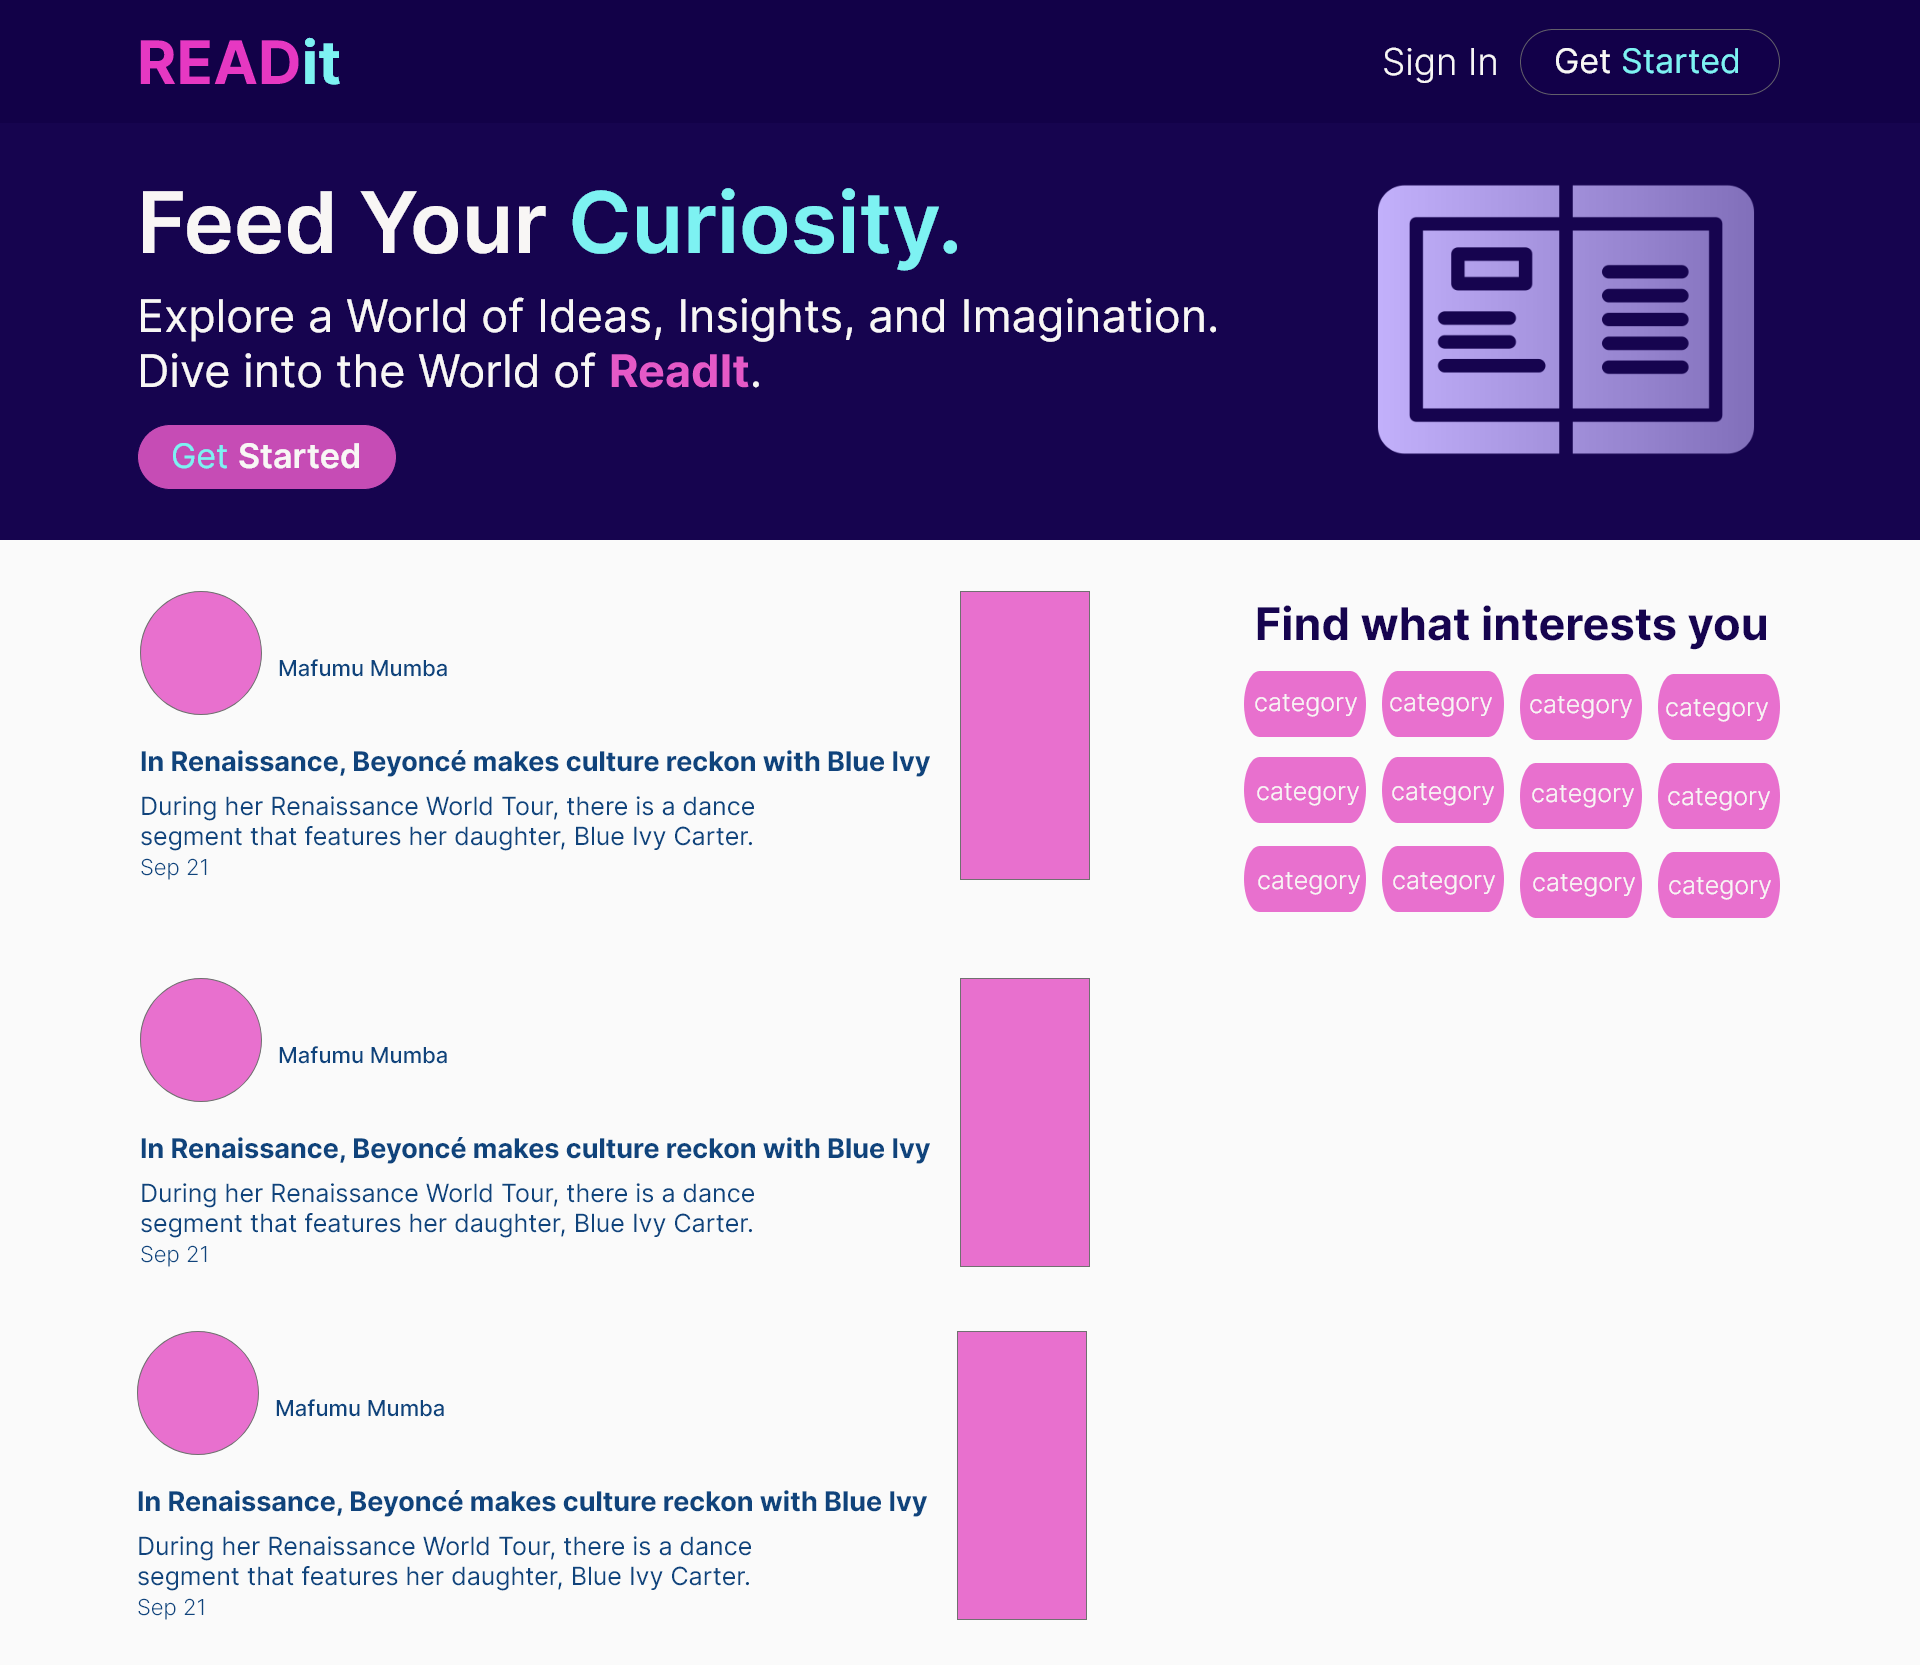 READit
Sign In
Get Started
Feed Your Curiosity.
Explore a World of Ideas, Insights, and Imagination.
Dive into the World of ReadIt.
Get Started
Mafumu Mumba
In Renaissance, Beyoncé makes culture reckon with Blue Ivy
During her Renaissance World Tour, there is a dance
segment that features her daughter, Blue Ivy Carter.
Sep 21
Mafumu Mumba
In Renaissance, Beyoncé makes culture reckon with Blue Ivy
During her Renaissance World Tour, there is a dance
segment that features her daughter, Blue Ivy Carter.
Sep 21
Mafumu Mumba
In Renaissance, Beyoncé makes culture reckon with Blue Ivy
During her Renaissance World Tour, there is a dance
segment that features her daughter, Blue Ivy Carter.
Sep 21
Find what interests you
category category category category
category category category category
category category category category